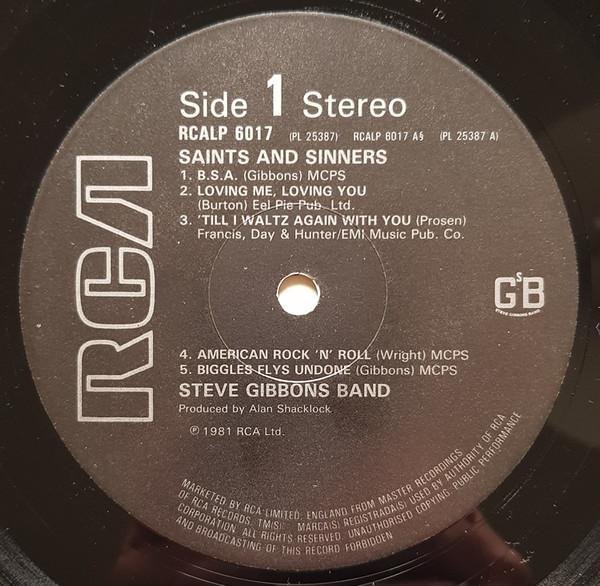 Side 1 Stereo
RCALP 6017 (PL 25387) RCALP 6017 A§ (PL 25387 A)
SAINTS AND SINNERS
1. B.S.A. (Gibbons) MCPS
2. LOVING ME, LOVING YOU
(Burton) Eel Pie Pub. Ltd.
3. 'TILL I WALTZ AGAIN WITH YOU (Prosen)
Francis, Day & Hunter/EMI Music Pub. Co.
RCA
GsB
STEVE GIBBONS BAND
4. AMERICAN ROCK 'N' ROLL (Wright) MCPS
5. BIGGLES FLYS UNDONE (Gibbons) MCPS
STEVE GIBBONS BAND
Produced by Alan Shacklock
℗ 1981 RCA Ltd.
MARKETED BY RCA LIMITED, ENGLAND FROM MASTER RECORDINGS
OF RCA RECORDS. TM(S) MARCA(S) REGISTRADA(S) USED BY AUTHORITY OF RCA
CORPORATION. ALL RIGHTS RESERVED. UNAUTHORISED COPYING, PUBLIC PERFORMANCE
AND BROADCASTING OF THIS RECORD FORBIDDEN